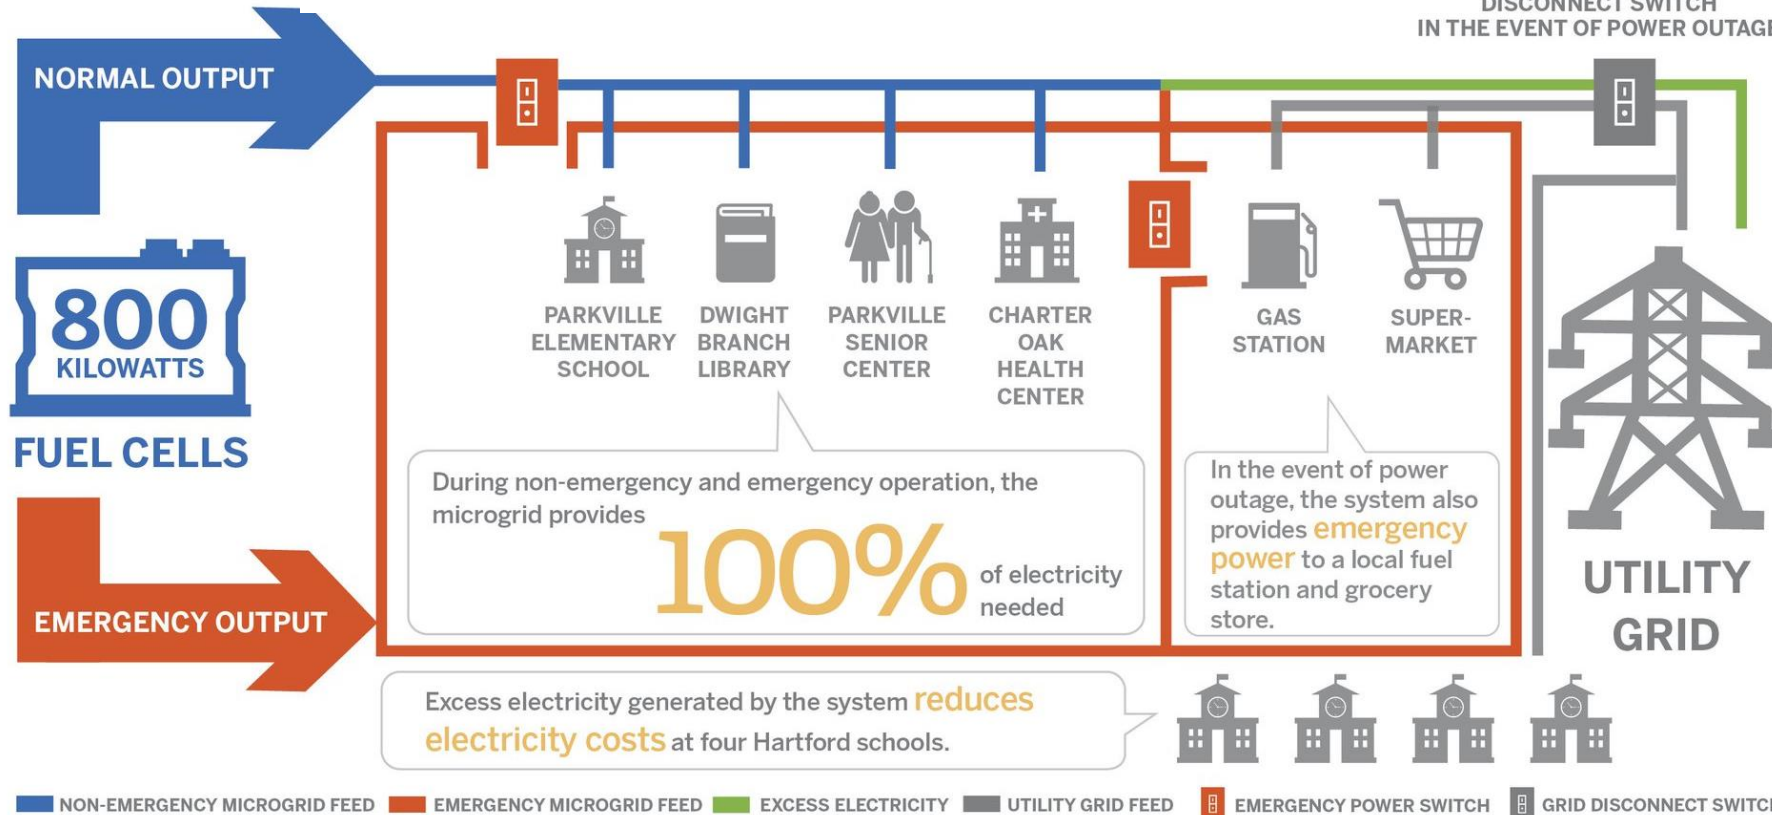 DISCONNECT SWITCH
IN THE EVENT OF POWER OUTAGE
NORMAL OUTPUT
800
KILOWATTS
FUEL CELLS
EMERGENCY OUTPUT
PARKVILLE
ELEMENTARY
SCHOOL
DWIGHT
BRANCH
LIBRARY
PARKVILLE
SENIOR
CENTER
CHARTER
OAK
HEALTH
CENTER
GAS
STATION
SUPER-
MARKET
During non-emergency and emergency operation, the
microgrid provides
100%
of electricity
needed
In the event of power
outage, the system also
provides emergency
power to a local fuel
station and grocery
store.
UTILITY
GRID
Excess electricity generated by the system reduces
electricity costs at four Hartford schools.
NON-EMERGENCY MICROGRID FEED
EMERGENCY MICROGRID FEED
EXCESS ELECTRICITY
UTILITY GRID FEED
EMERGENCY POWER SWITCH
GRID DISCONNECT SWITCH